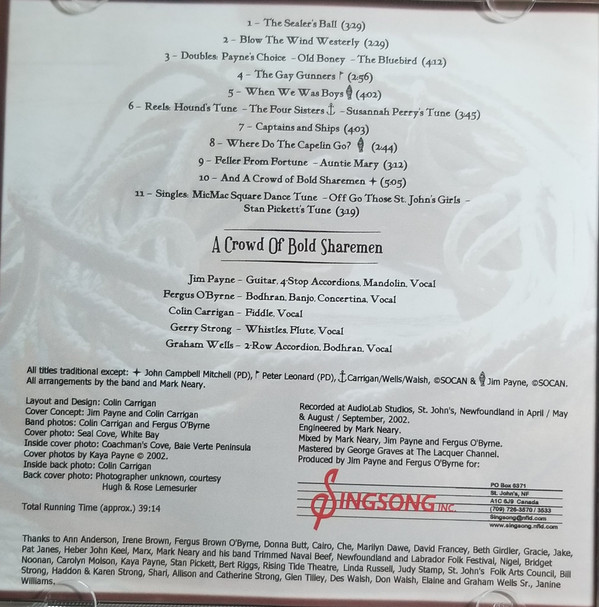 1 – The Sealer's Ball (3:29)
2 – Blow The Wind Westerly (2:29)
3 – Doubles: Payne's Choice – Old Boney – The Bluebird (4:12)
4 – The Gay Gunners (2:56)
5 – When We Was Boys (4:02)
6 – Reels: Hound's Tune – The Four Sisters – Susannah Perry's Tune (3:45)
7 – Captains and Ships (4:03)
8 – Where Do The Capelin Go? (2:44)
9 – Feller From Fortune – Auntie Mary (3:12)
10 – And A Crowd of Bold Sharemen + (5:05)
11 – Singles: MicMac Square Dance Tune – Off Go Those St. John's Girls –
Stan Pickett's Tune (3:19)
A Crowd Of Bold Sharemen
Jim Payne – Guitar, 4-Stop Accordions, Mandolin, Vocal
Fergus O'Byrne – Bodhran, Banjo, Concertina, Vocal
Colin Carrigan – Fiddle, Vocal
Gerry Strong – Whistles, Flute, Vocal
Graham Wells – 2-Row Accordion, Bodhran, Vocal
All titles traditional except: + John Campbell Mitchell (PD), Peter Leonard (PD), Carrigan/Wells/Walsh, ©SOCAN & Jim Payne, ©SOCAN.
All arrangements by the band and Mark Neary.
Layout and Design: Colin Carrigan
Cover Concept: Jim Payne and Colin Carrigan
Band photos: Colin Carrigan and Fergus O'Byrne
Cover photo: Seal Cove, White Bay
Inside cover photo: Coachman's Cove, Baie Verte Peninsula
Cover photos by Kaya Payne © 2002.
Inside back photo: Colin Carrigan
Back cover photo: Photographer unknown, courtesy
Hugh & Rose Lemesurier
Total Running Time (approx.) 39:14
Recorded at AudioLab Studios, St. John's, Newfoundland in April / May
& August / September, 2002.
Engineered by Mark Neary.
Mixed by Mark Neary, Jim Payne and Fergus O'Byrne.
Mastered by George Graves at The Lacquer Channel.
Produced by Jim Payne and Fergus O'Byrne for:
SINGSONG INC.
PO Box 6371
St. John's, NF
A1C 6J9 Canada
(709) 726-3570 / 3533
Singsong@nfld.com
www.singsong.nfld.com
Thanks to Ann Anderson, Irene Brown, Fergus Brown O'Byrne, Donna Butt, Cairo, Che, Marilyn Dawe, David Francey, Beth Girdler, Gracie, Jake,
Pat Janes, Heber John Keel, Marx, Mark Neary and his band Trimmed Naval Beef, Newfoundland and Labrador Folk Festival, Nigel, Bridget
Noonan, Carolyn Molson, Kaya Payne, Stan Pickett, Bert Riggs, Rising Tide Theatre, Linda Russell, Judy Stamp, St. John's Folk Arts Council, Bill
Strong, Haddon & Karen Strong, Shari, Allison and Catherine Strong, Glen Tilley, Des Walsh, Don Walsh, Elaine and Graham Wells Sr., Janine
Williams.